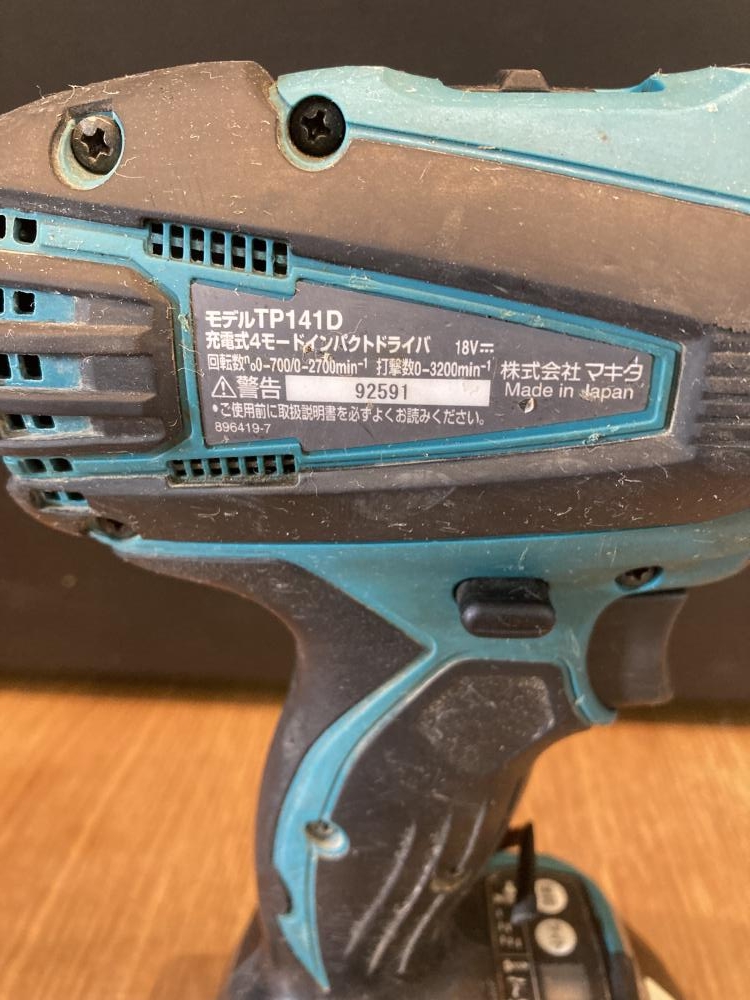 モデルTP141D
充電式4モードインパクトドライバ 18V⎓
回転数n₀0-700/0-2700min⁻¹ 打撃数0-3200min⁻¹
株式会社 マキタ
⚠警告 92591 Made in Japan
•ご使用前に取扱説明書を必ずよくお読みください。
896419-7